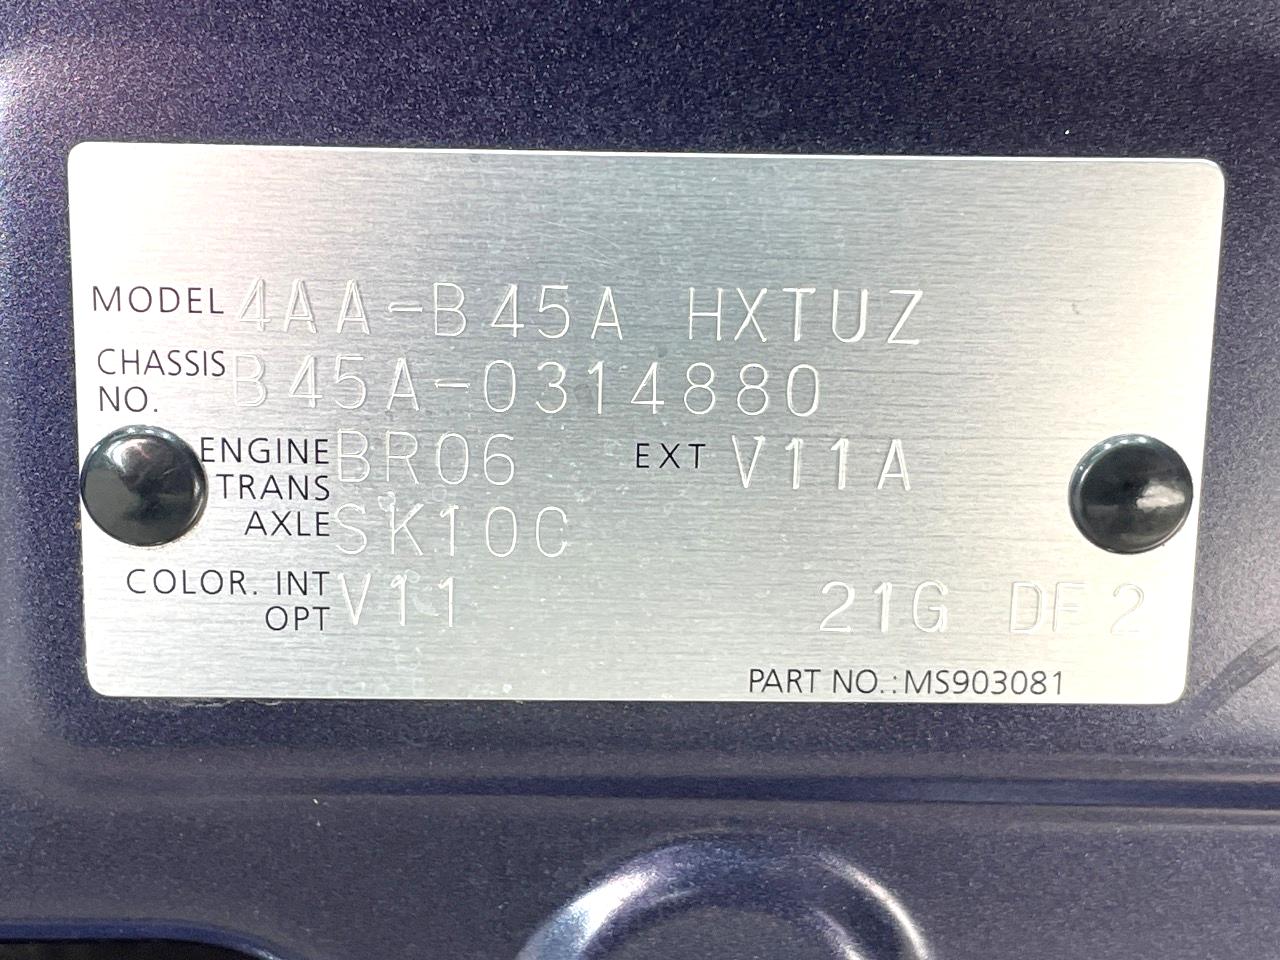 MODEL 4AA-B45A HXTUZ
CHASSIS NO. B45A-0314880
ENGINE BR06 EXT V11A
TRANS AXLE SK10C
COLOR. INT V11
OPT 21G DF2
PART NO.:MS903081